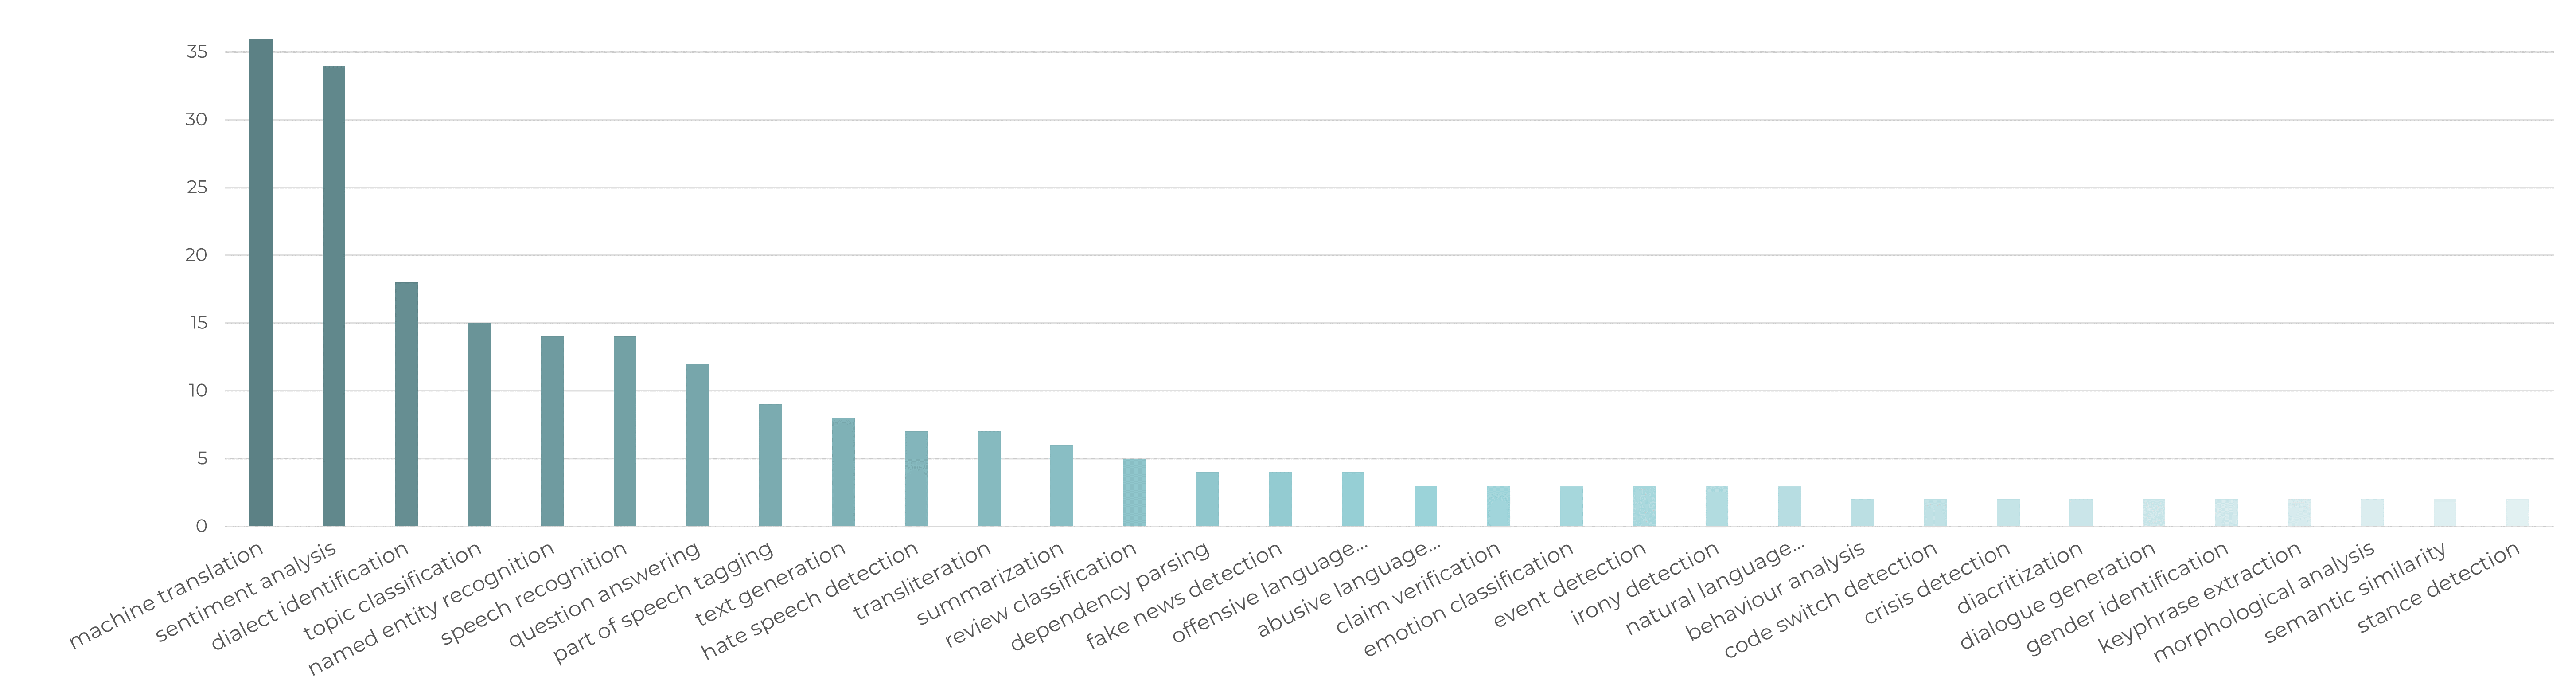 35
30
25
20
15
10
5
0
machine translation
sentiment analysis
dialect identification
topic classification
named entity recognition
speech recognition
question answering
part of speech tagging
text generation
hate speech detection
transliteration
summarization
review classification
dependency parsing
fake news detection
offensive language...
abusive language...
claim verification
emotion classification
event detection
irony detection
natural language...
behaviour analysis
code switch detection
crisis detection
diacritization
dialogue generation
gender identification
keyphrase extraction
morphological analysis
semantic similarity
stance detection